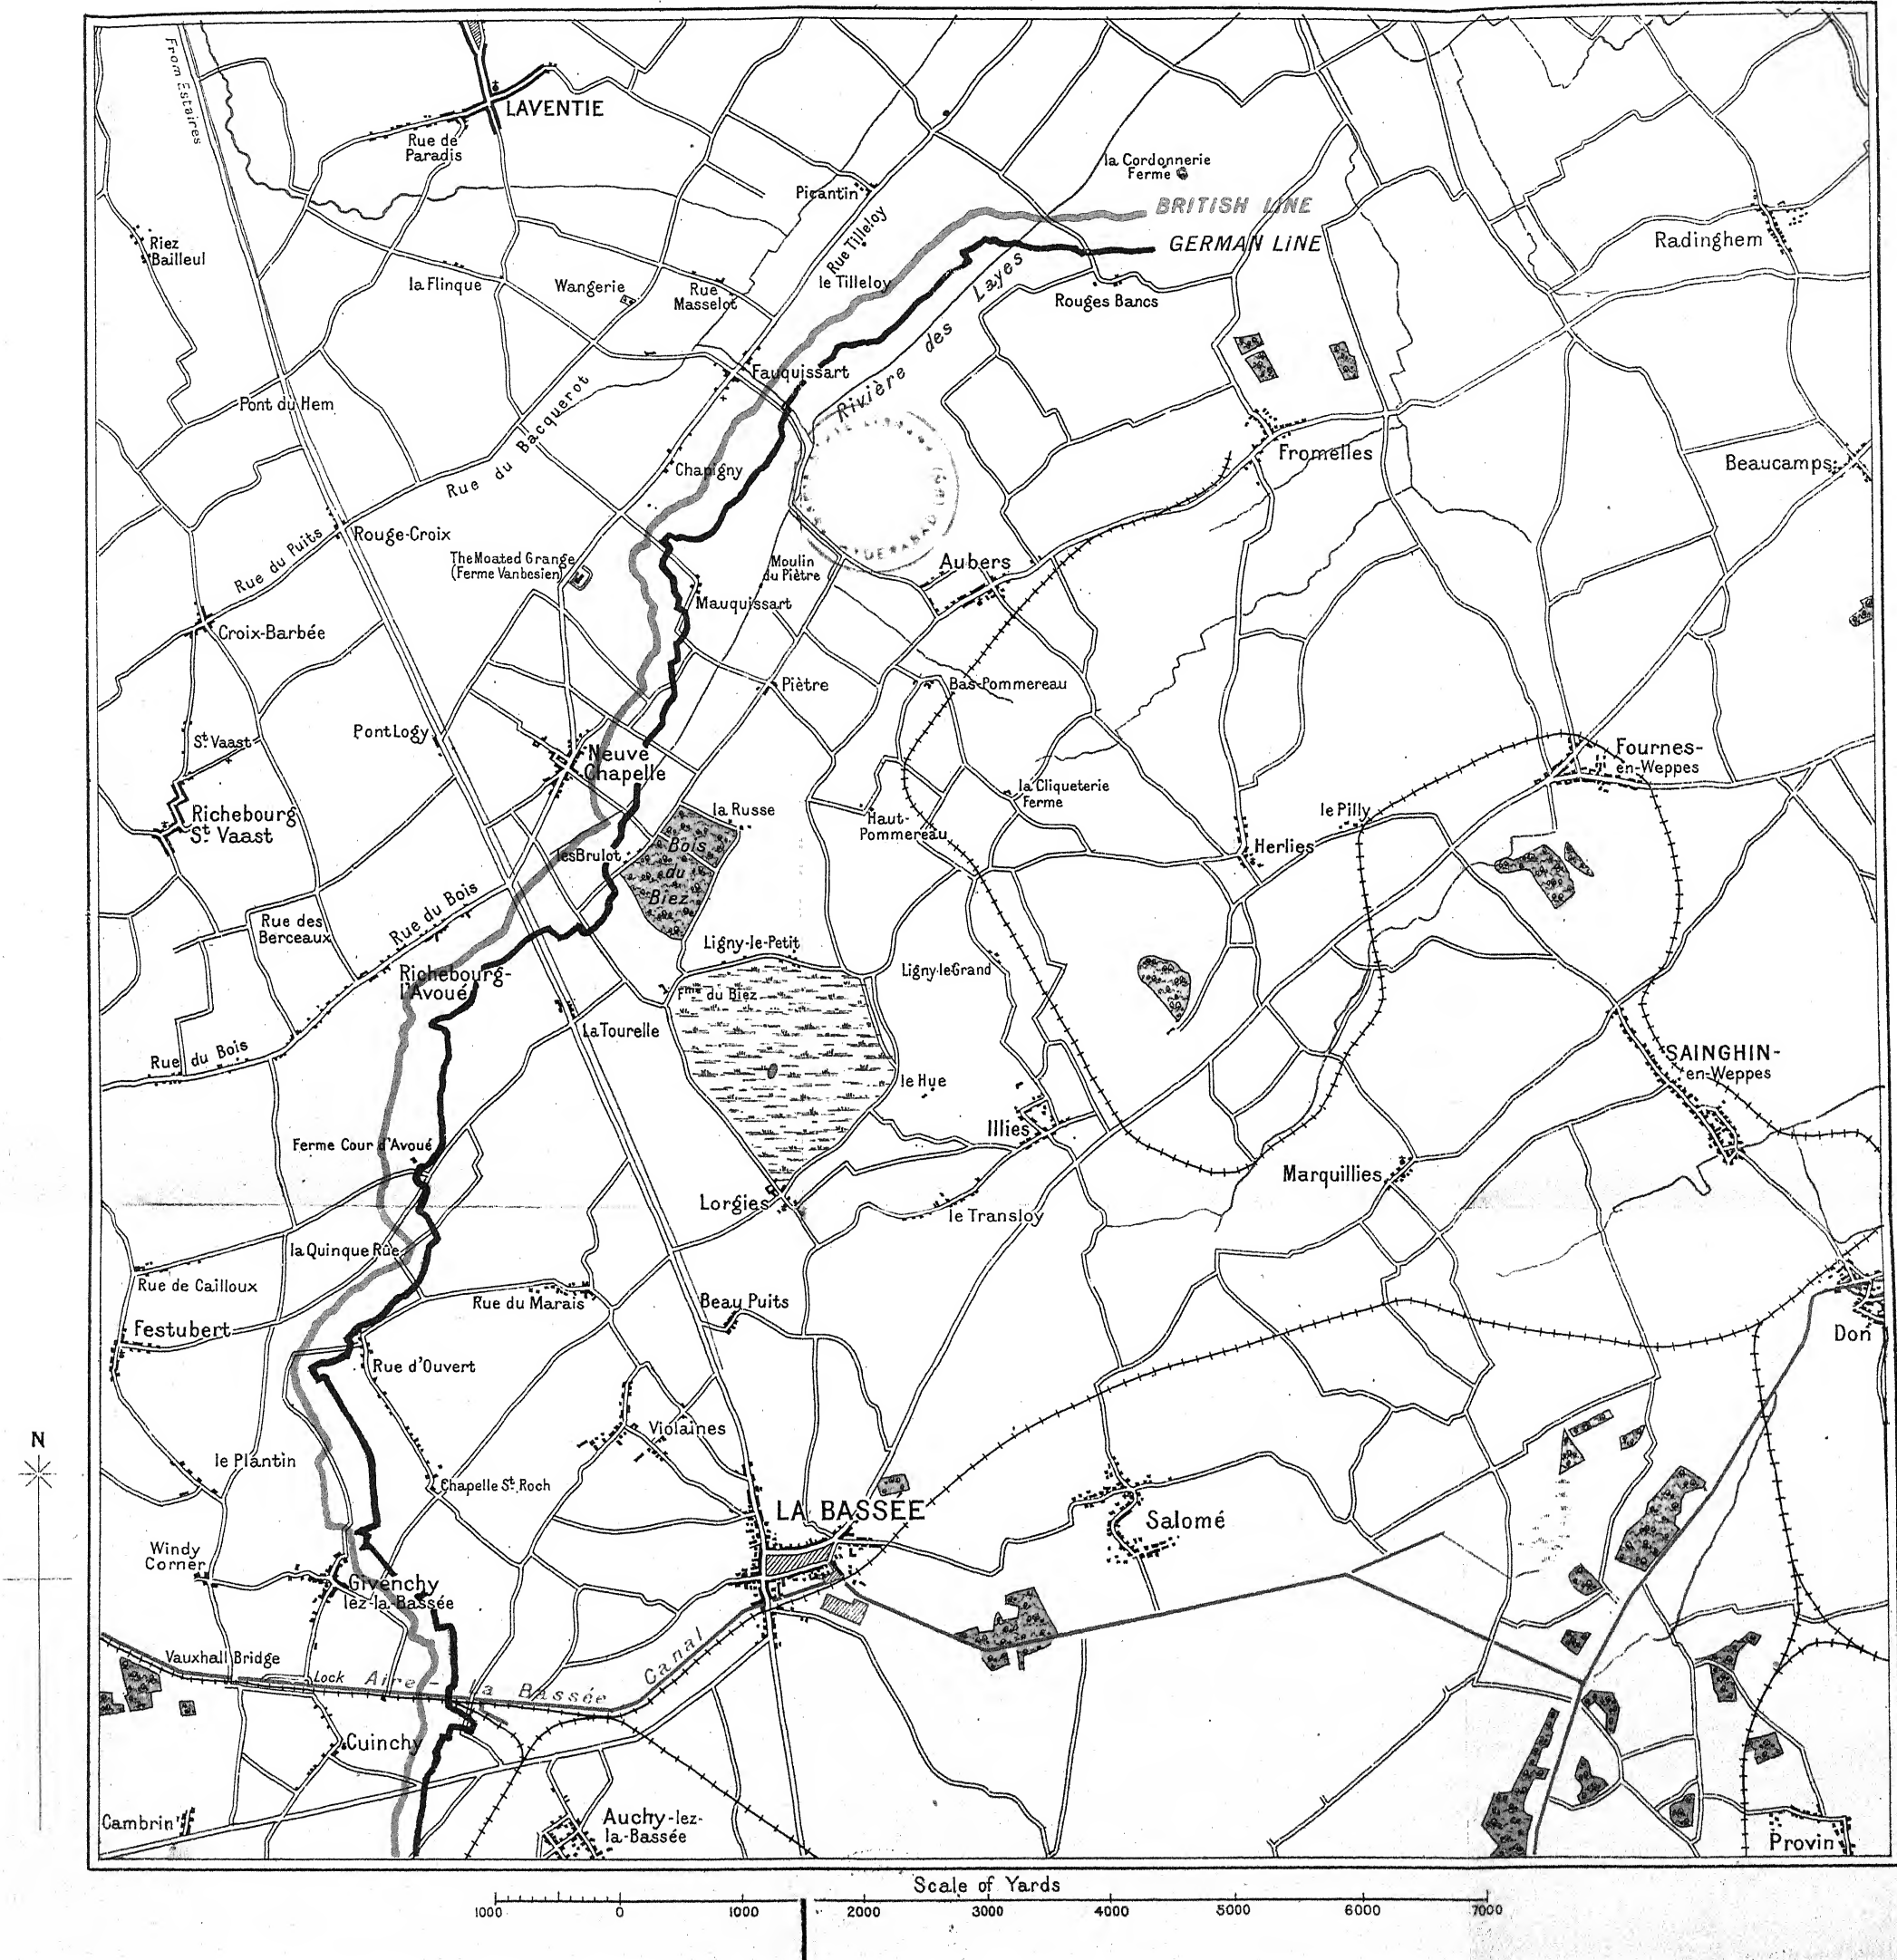 From Estaires
LAVENTIE
Rue de
Paradis
la Cordonnerie
Ferme
Picantin
BRITISH LINE
Rue Tilleloy
GERMAN LINE
Riez
Bailleul
Radinghem
la Flinque
Wangerie
Rue
Masselot
le Tilleloy
Rouges Bancs
Rivière des Layes
Fauquissart
Pont du Hem
Rue du Bacquerot
Chapigny
Fromelles
Beaucamps
Rouge-Croix
Rue du Puits
The Moated Grange
(Ferme Vanbesien)
Moulin
du Piètre
Aubers
Mauquissart
Croix-Barbée
Piètre
Bas-Pommereau
Pont Logy
St. Vaast
Neuve
Chapelle
Fournes-
en-Weppes
la Cliqueterie
Ferme
la Russe
Haut-
Pommereau
le Pilly
Richebourg
St. Vaast
Herlies
les Brulot
Bois
du
Biez
Rue du Bois
Rue des
Berceaux
Ligny-le-Petit
Ligny-le-Grand
Richebourg-
l'Avoué
Fme du Biez
La Tourelle
Rue du Bois
SAINGHIN-
en-Weppes
le Hue
Illies
Ferme Cour d'Avoué
Marquillies
Lorgies
le Transloy
la Quinque Rue
Rue de Cailloux
Rue du Marais
Beau Puits
Festubert
Don
Rue d'Ouvert
Violaines
N
le Plantin
Chapelle St. Roch
LA BASSÉE
Salomé
Windy
Corner
Givenchy
lez-la-Bassée
Vauxhall Bridge
Lock
Aire - La Bassée Canal
Cuinchy
Cambrin
Auchy-lez-
la-Bassée
Provin
Scale of Yards
1000 0 1000 2000 3000 4000 5000 6000 7000